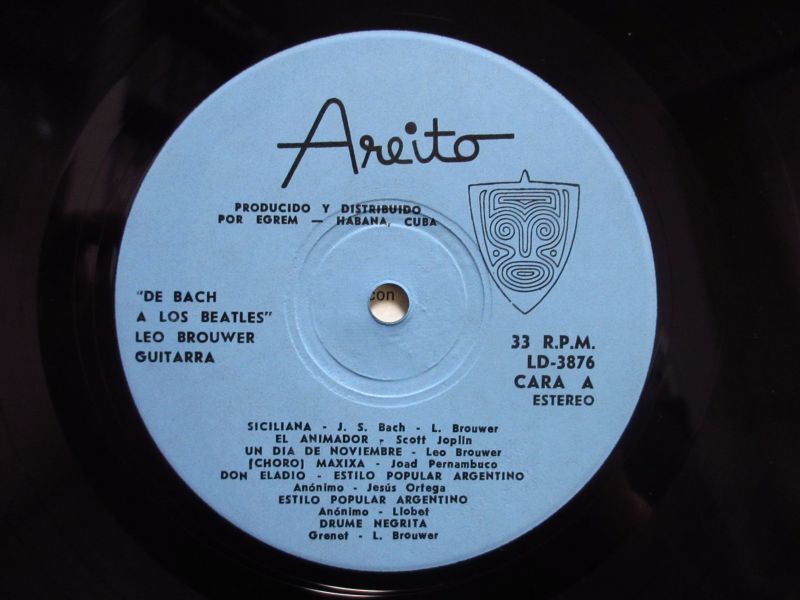 Areito
PRODUCIDO Y DISTRIBUIDO
POR EGREM — HABANA, CUBA
"DE BACH
A LOS BEATLES"
LEO BROUWER
GUITARRA
con
33 R.P.M.
LD-3876
CARA A
ESTEREO
SICILIANA - J. S. Bach - L. Brouwer
EL ANIMADOR - Scott Joplin
UN DIA DE NOVIEMBRE - Leo Brouwer
(CHORO) MAXIXA - Joad Pernambuco
DON ELADIO - ESTILO POPULAR ARGENTINO
Anónimo - Jesús Ortega
ESTILO POPULAR ARGENTINO
Anónimo - Llobet
DRUME NEGRITA
Grenet - L. Brouwer